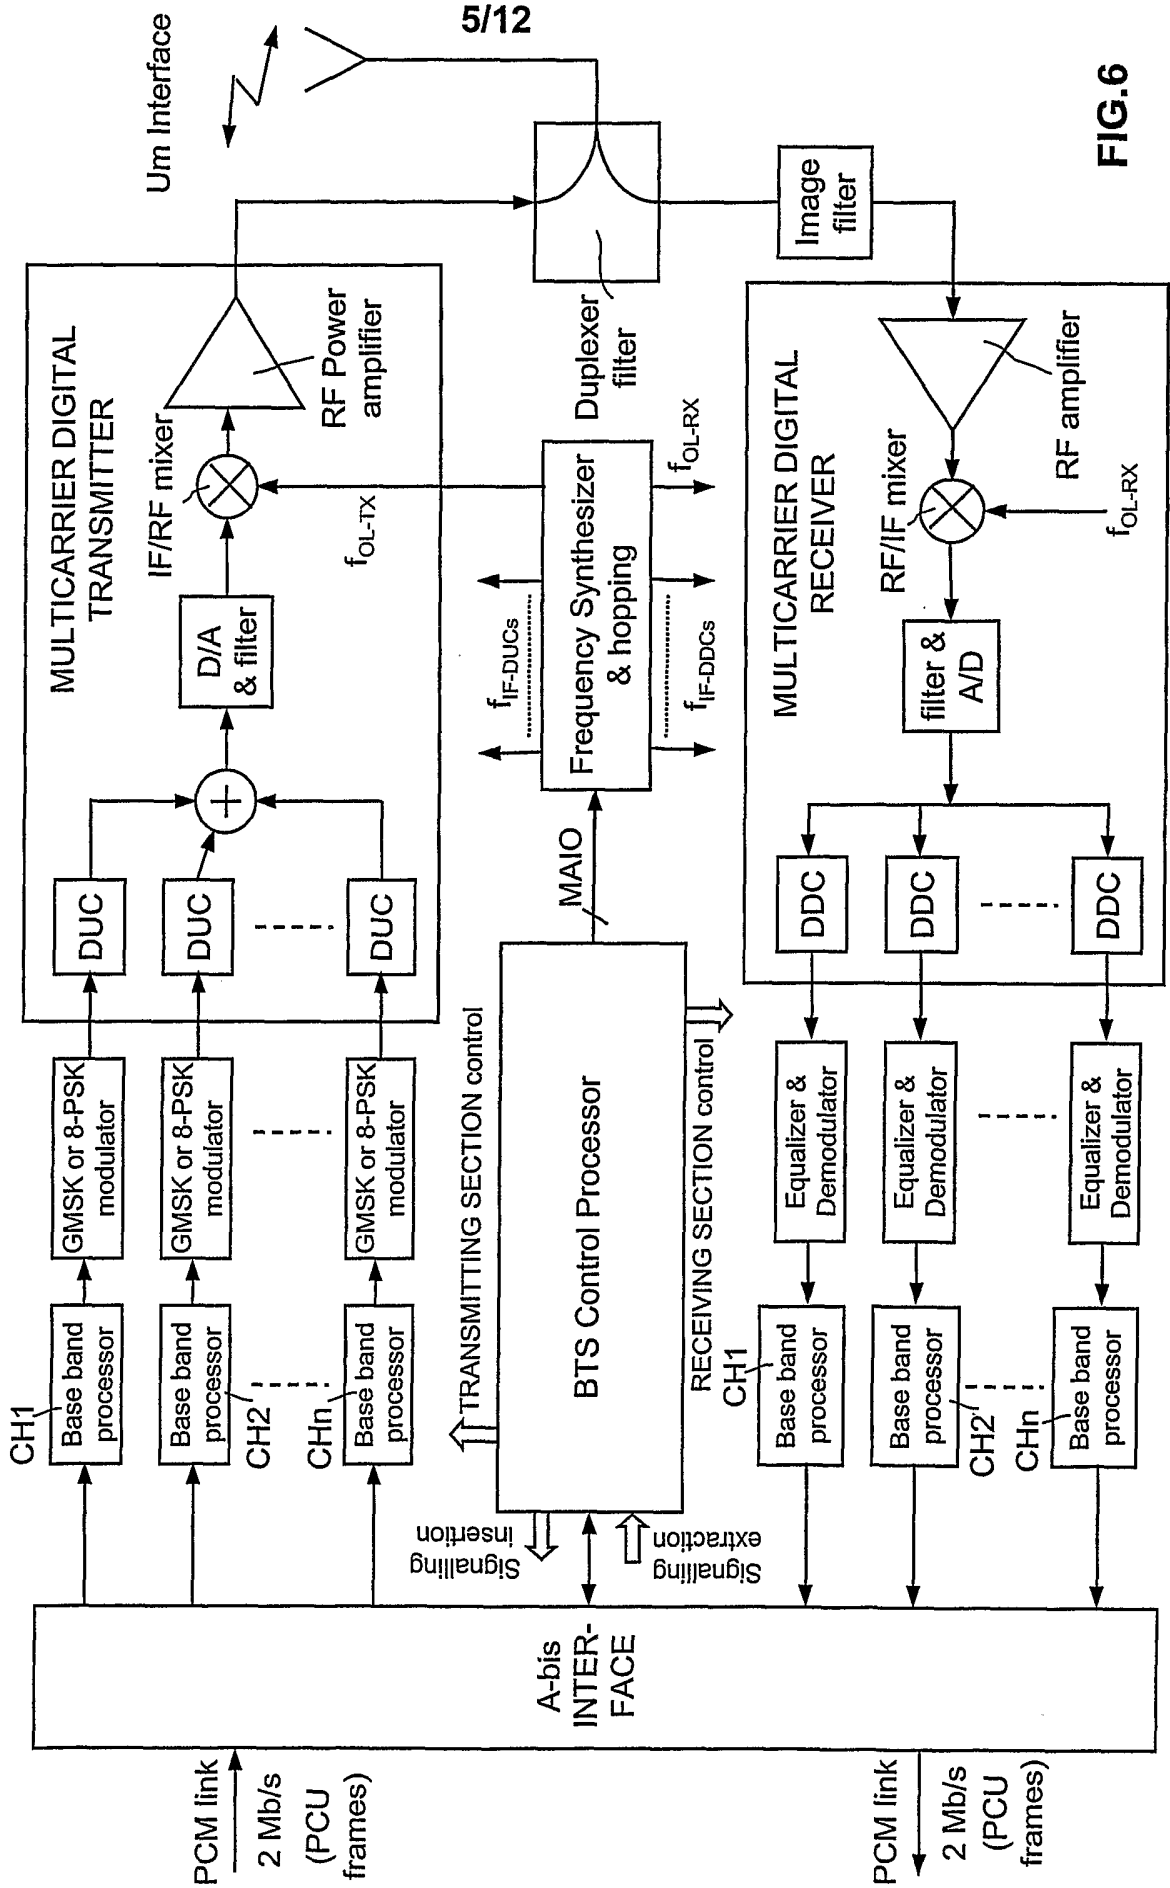 5/12
Um Interface
FIG.6
MULTICARRIER DIGITAL
TRANSMITTER
DUC
DUC
DUC
D/A
& filter
IF/RF mixer
RF Power
amplifier
fOL-TX
Duplexer
filter
Image
filter
GMSK or 8-PSK
modulator
GMSK or 8-PSK
modulator
GMSK or 8-PSK
modulator
CH1
Base band
processor
Base band
processor
CH2
CHn
Base band
processor
PCM link
2 Mb/s
(PCU
frames)
A-bis
INTER-
FACE
Signalling
insertion
Signalling
extraction
TRANSMITTING SECTION control
BTS Control Processor
RECEIVING SECTION control
MAIO
fIF-DUCs
Frequency Synthesizer
& hopping
fIF-DDCs
fOL-RX
MULTICARRIER DIGITAL
RECEIVER
DDC
DDC
DDC
filter &
A/D
RF/IF mixer
RF amplifier
fOL-RX
Equalizer &
Demodulator
Equalizer &
Demodulator
Equalizer &
Demodulator
CH1
Base band
processor
Base band
processor
CH2
CHn
Base band
processor
PCM link
2 Mb/s
(PCU
frames)